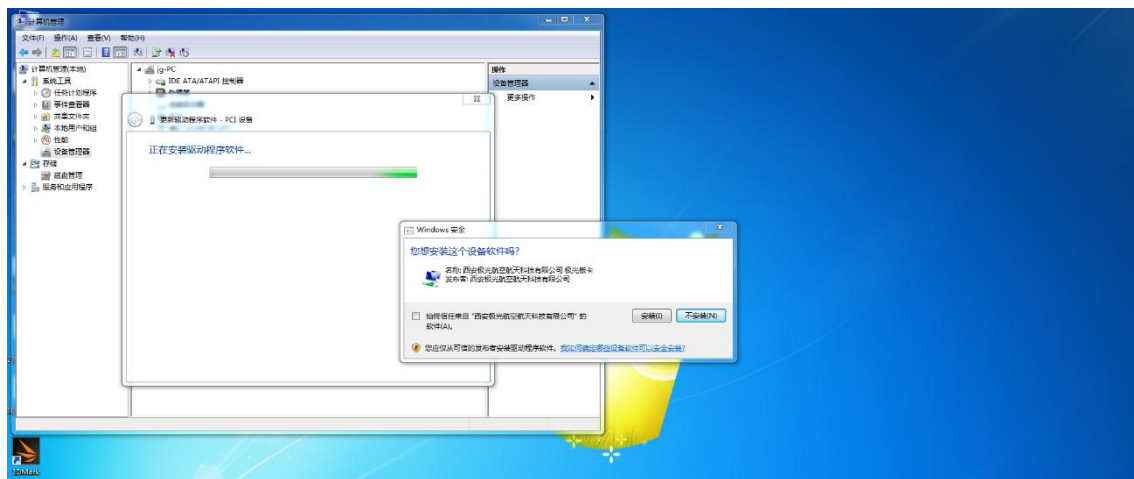 计算机管理
文件(F) 操作(A) 查看(V) 帮助(H)
计算机管理(本地)
系统工具
任务计划程序
事件查看器
共享文件夹
本地用户和组
性能
设备管理器
存储
磁盘管理
服务和应用程序
jg-PC
IDE ATA/ATAPI 控制器
处理器
操作
设备管理器
更多操作
更新驱动程序软件 - PCI 设备
正在安装驱动程序软件...
Windows 安全
您想安装这个设备软件吗?
名称: 西安极光航空航天科技有限公司 极光板卡
发布者: 西安极光航空航天科技有限公司
始终信任来自 "西安极光航空航天科技有限公司" 的
软件(A)。
安装(I) 不安装(N)
您应仅从可信的发布者安装驱动程序软件。我如何确定哪些设备软件可以安全安装?
3DMark